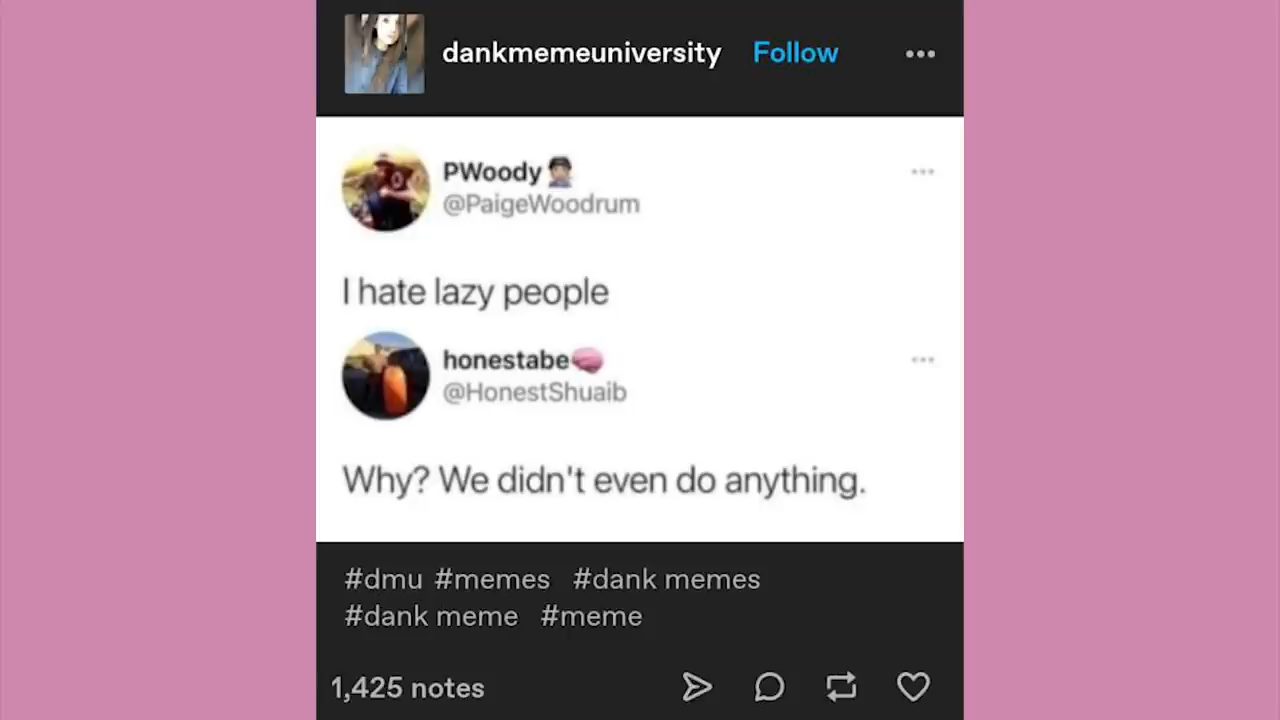 dankmemeuniversity Follow
PWoody
@PaigeWoodrum
I hate lazy people
honestabe
@HonestShuaib
Why? We didn't even do anything.
#dmu #memes #dank memes
#dank meme #meme
1,425 notes